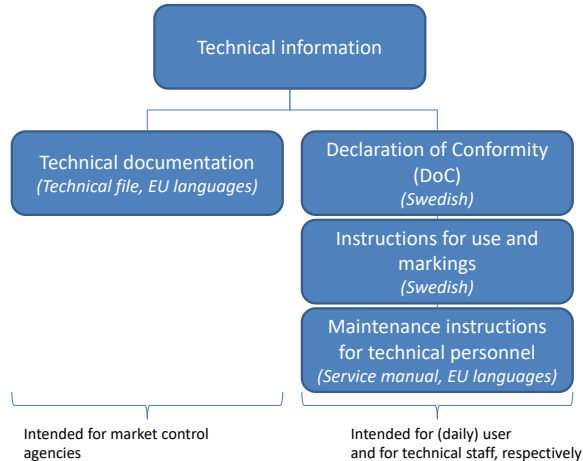 Technical information
Technical documentation
(Technical file, EU languages)
Declaration of Conformity
(DoC)
(Swedish)
Instructions for use and
markings
(Swedish)
Maintenance instructions
for technical personnel
(Service manual, EU languages)
Intended for market control
agencies
Intended for (daily) user
and for technical staff, respectively